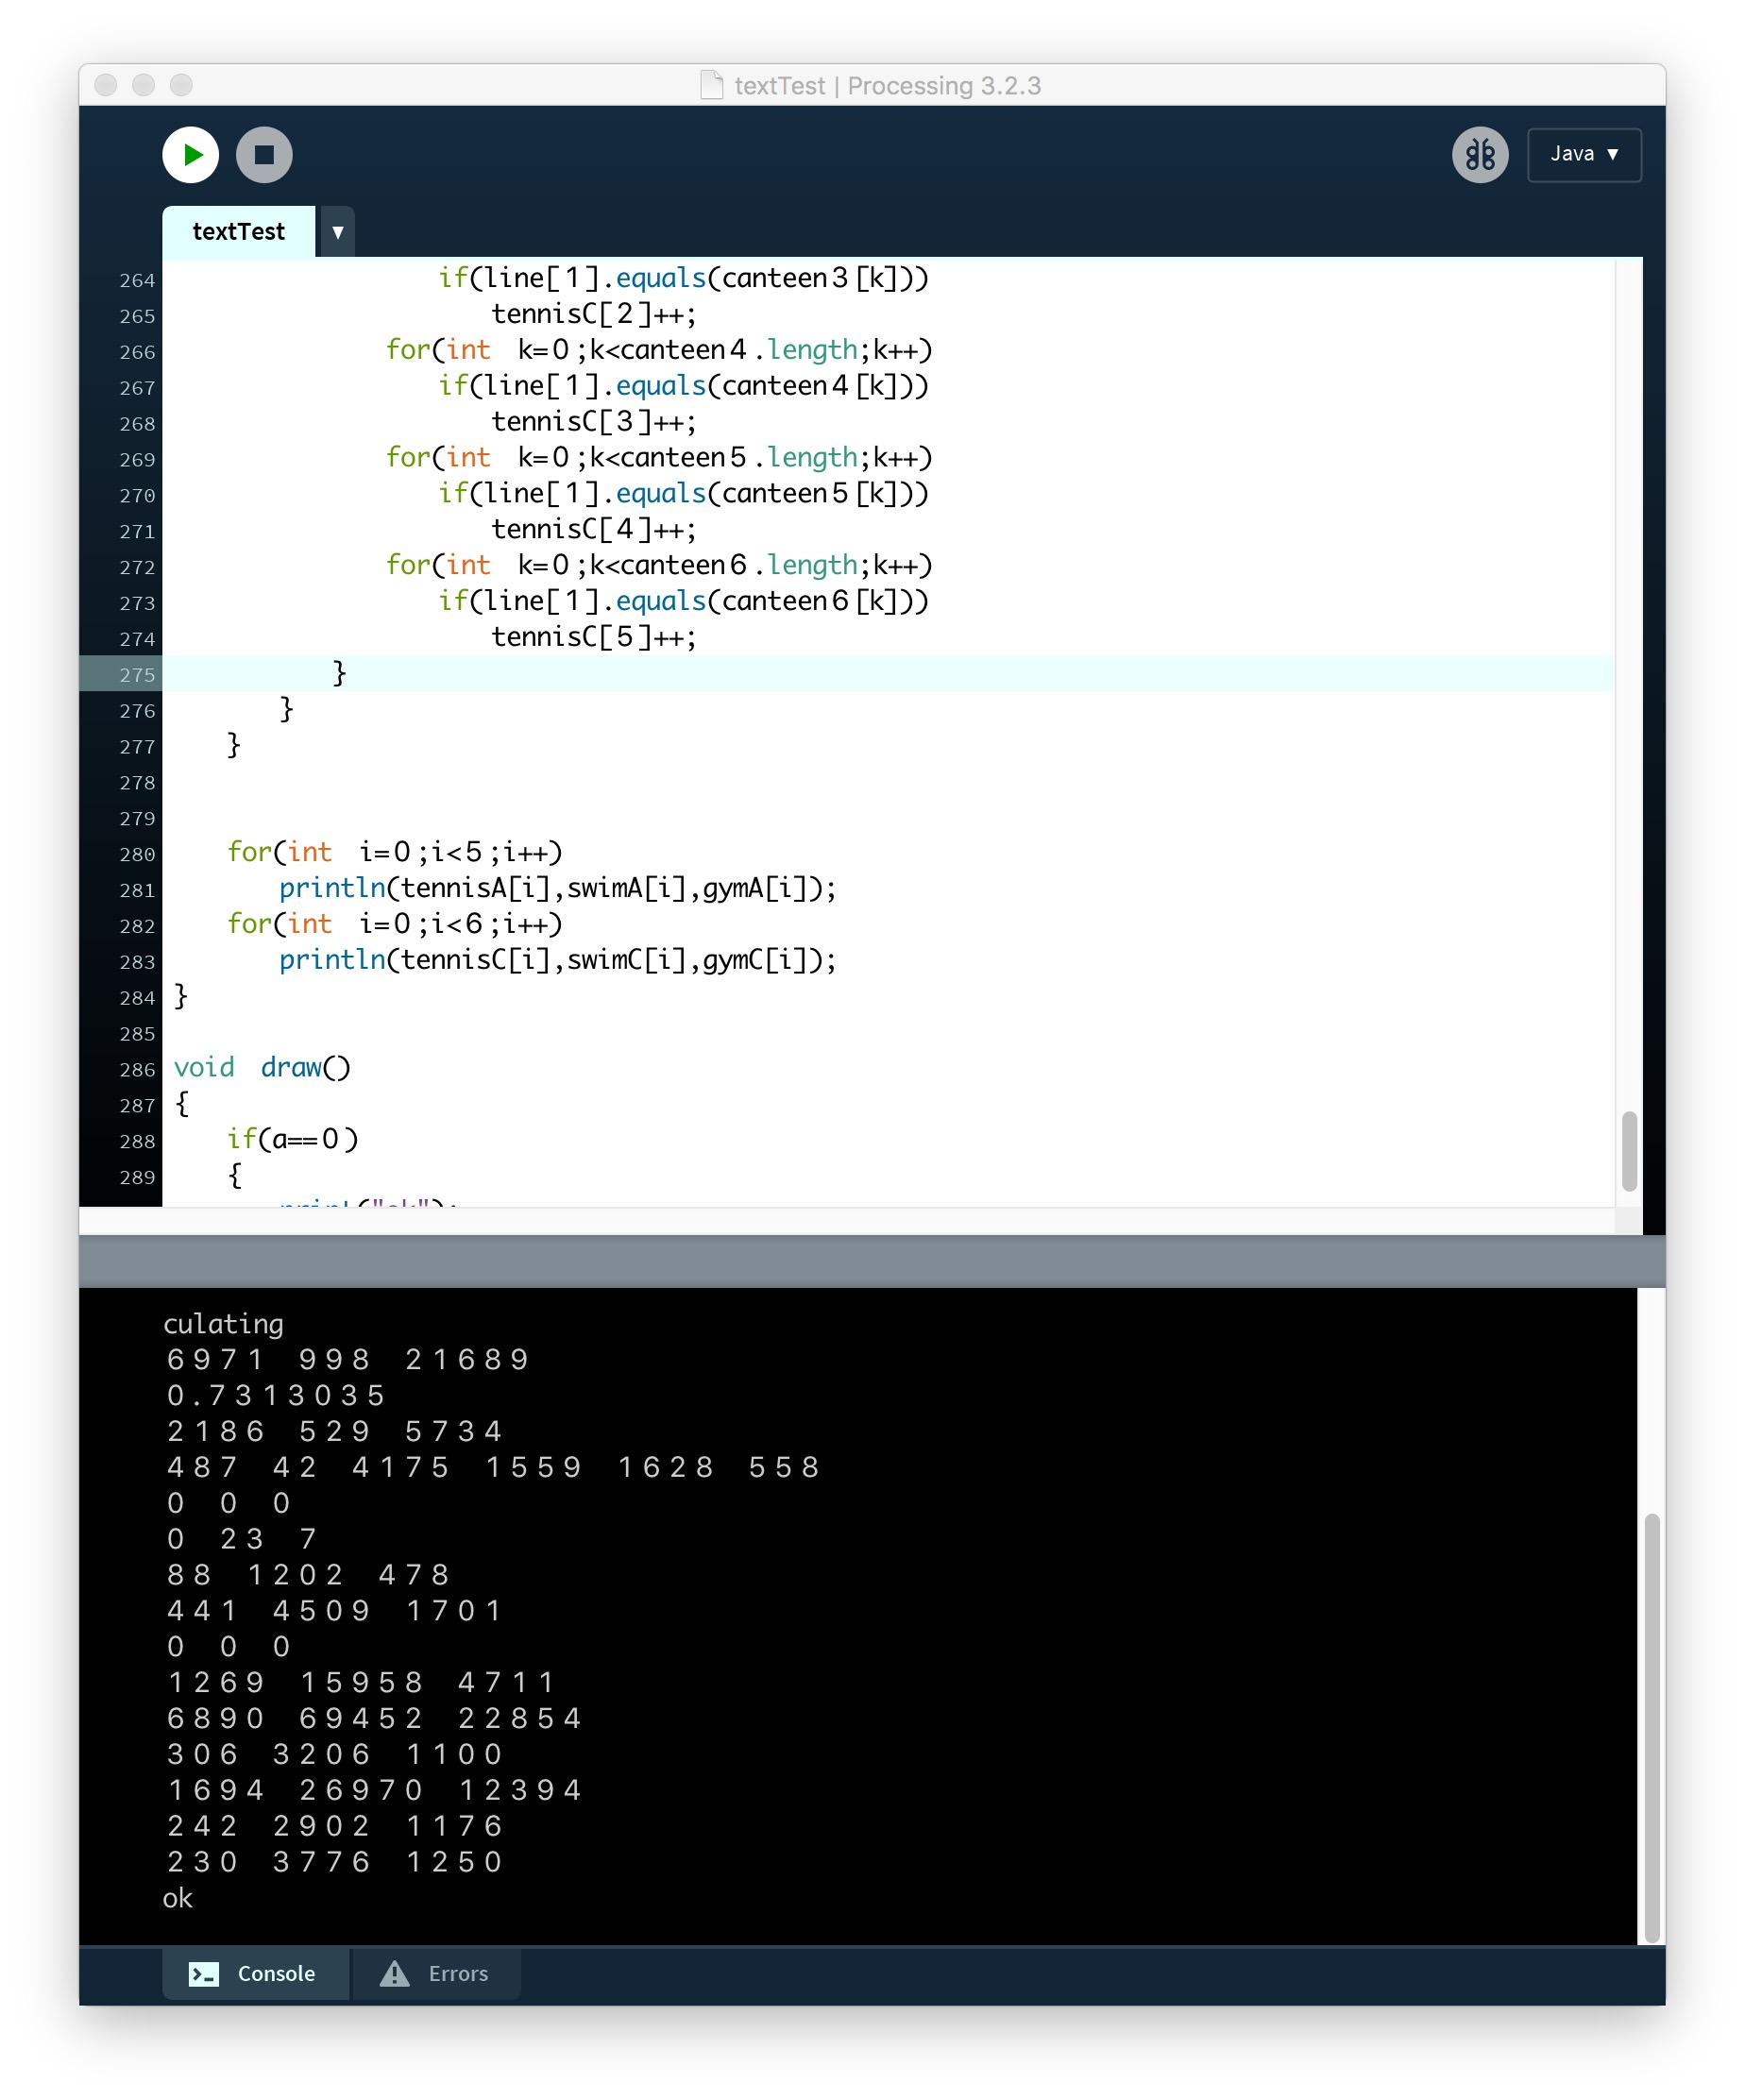 textTest | Processing 3.2.3
Java ▼
textTest ▼
264 if(line[1].equals(canteen3[k]))
265 tennisC[2]++;
266 for(int k=0;k<canteen4.length;k++)
267 if(line[1].equals(canteen4[k]))
268 tennisC[3]++;
269 for(int k=0;k<canteen5.length;k++)
270 if(line[1].equals(canteen5[k]))
271 tennisC[4]++;
272 for(int k=0;k<canteen6.length;k++)
273 if(line[1].equals(canteen6[k]))
274 tennisC[5]++;
275 }
276 }
277 }
278
279
280 for(int i=0;i<5;i++)
281 println(tennisA[i],swimA[i],gymA[i]);
282 for(int i=0;i<6;i++)
283 println(tennisC[i],swimC[i],gymC[i]);
284 }
285
286 void draw()
287 {
288 if(a==0)
289 {
print("ok");
culating
6971 998 21689
0.7313035
2186 529 5734
487 42 4175 1559 1628 558
0 0 0
0 23 7
88 1202 478
441 4509 1701
0 0 0
1269 15958 4711
6890 69452 22854
306 3206 1100
1694 26970 12394
242 2902 1176
230 3776 1250
ok
Console Errors